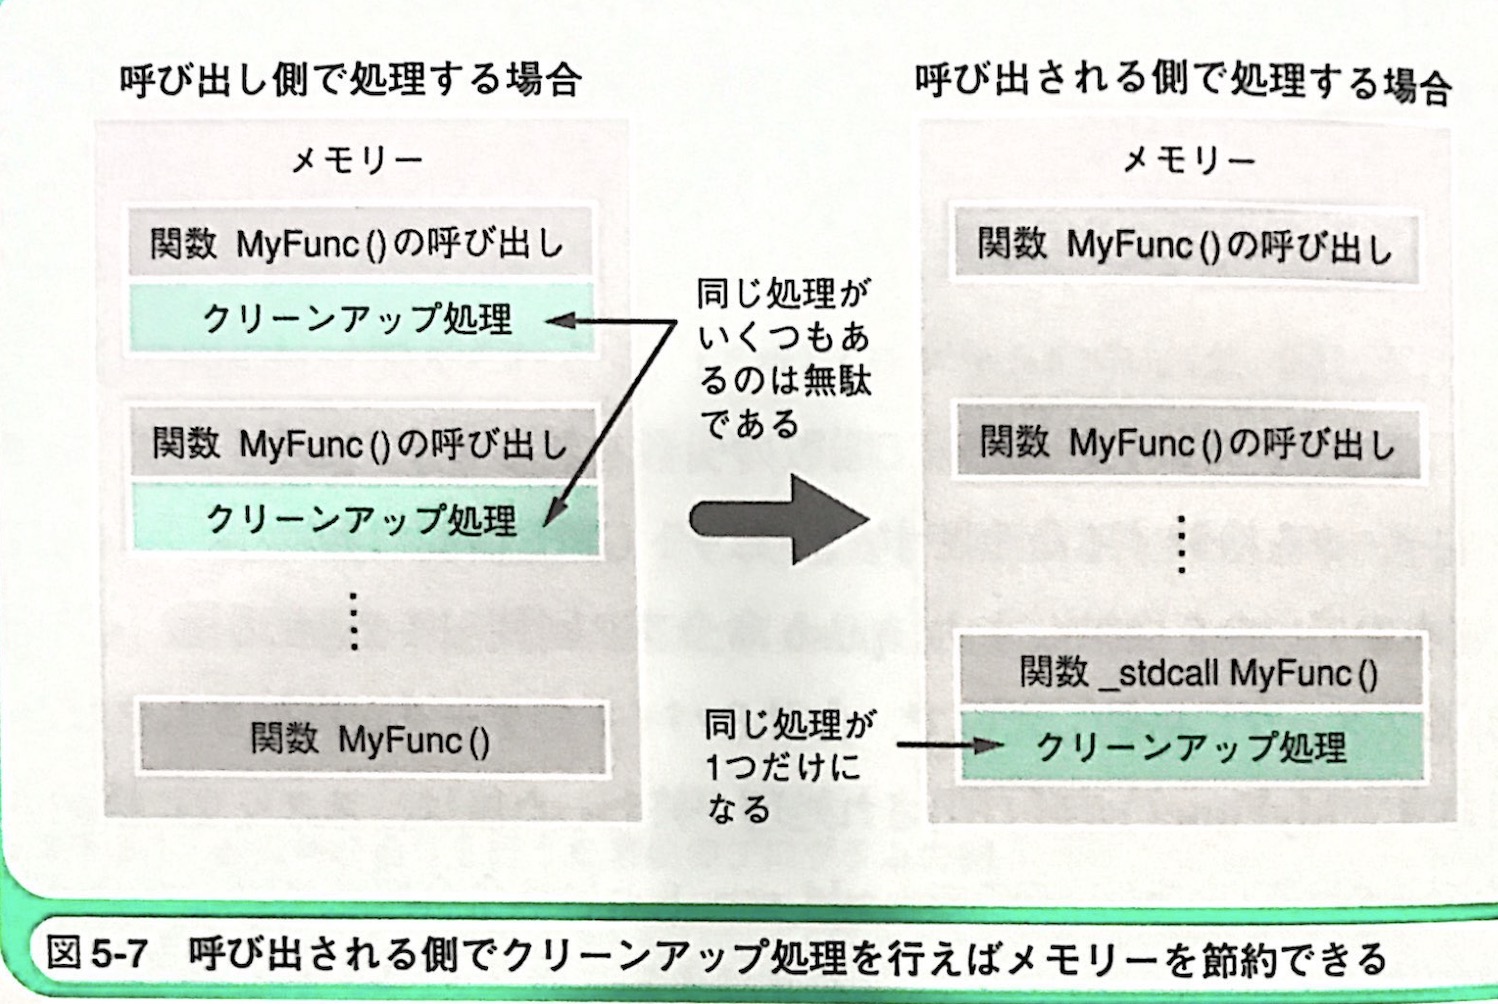 呼び出し側で処理する場合
メモリー
関数 MyFunc()の呼び出し
クリーンアップ処理
関数 MyFunc()の呼び出し
クリーンアップ処理
関数 MyFunc()
同じ処理が
いくつもあ
るのは無駄
である
同じ処理が
1つだけに
なる
呼び出される側で処理する場合
メモリー
関数 MyFunc()の呼び出し
関数 MyFunc()の呼び出し
関数 _stdcall MyFunc()
クリーンアップ処理
図5-7 呼び出される側でクリーンアップ処理を行えばメモリーを節約できる